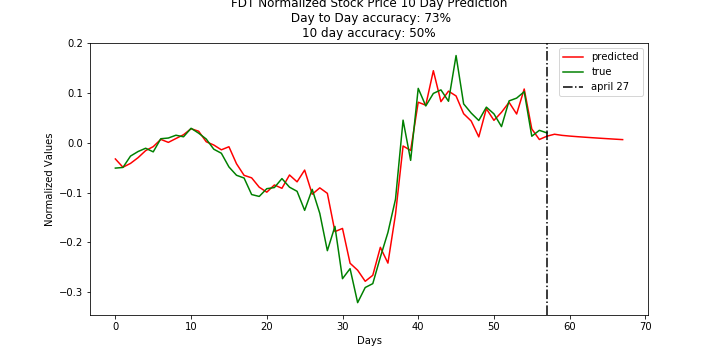 FDT Normalized Stock Price 10 Day Prediction
Day to Day accuracy: 73%
10 day accuracy: 50%
predicted
true
april 27
Normalized Values
0.2
0.1
0.0
−0.1
−0.2
−0.3
0
10
20
30
40
50
60
70
Days